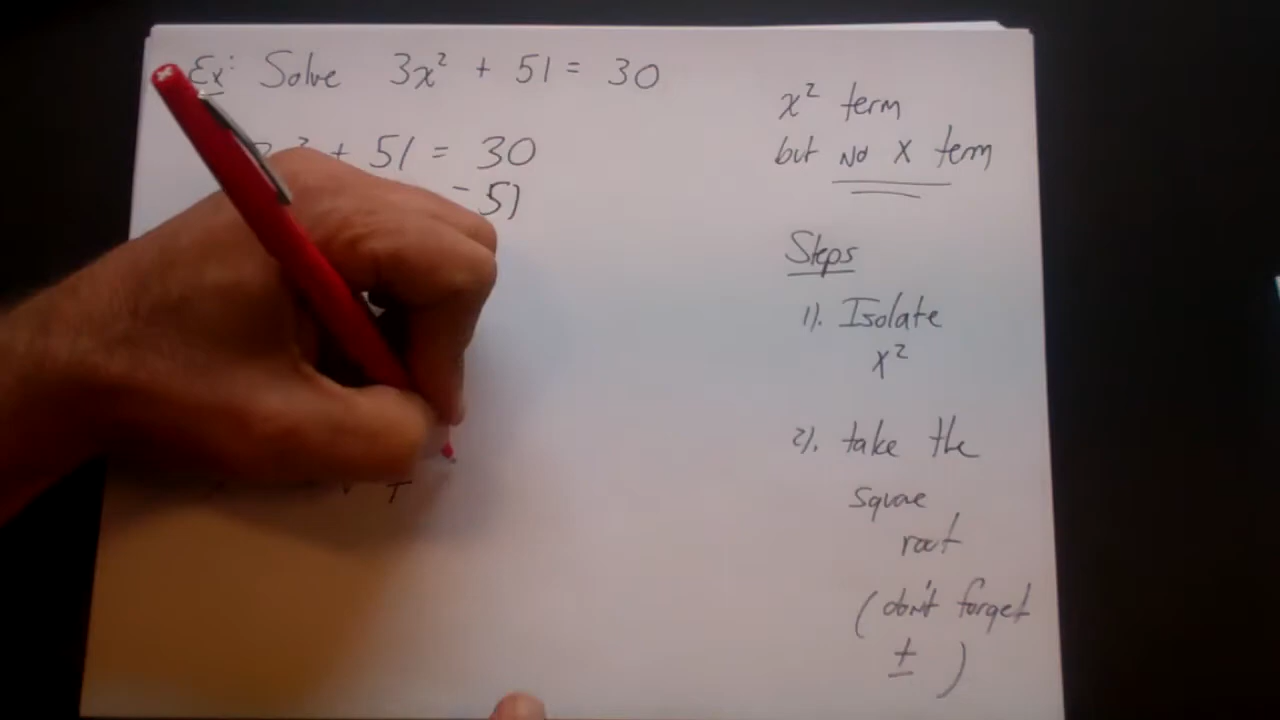 Ex: Solve 3x² + 51 = 30
+ 51 = 30
- 51
x² term
but NO x term
Steps
1). Isolate
x²
2). take the
square
root
(don't forget
± )